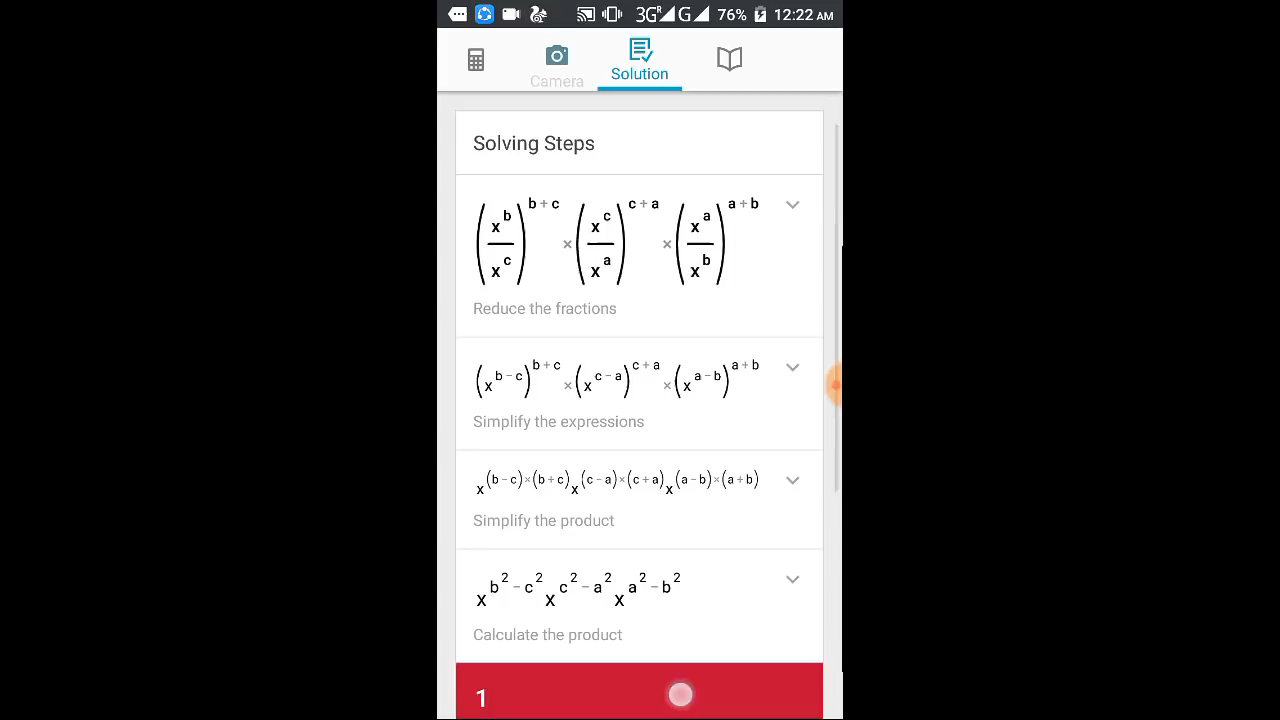 3G R G 76% 12:22 AM
Camera
Solution
Solving Steps
(x^b/x^c)^(b+c) × (x^c/x^a)^(c+a) × (x^a/x^b)^(a+b)
Reduce the fractions
(x^(b−c))^(b+c) × (x^(c−a))^(c+a) × (x^(a−b))^(a+b)
Simplify the expressions
x^((b−c)×(b+c)) x^((c−a)×(c+a)) x^((a−b)×(a+b))
Simplify the product
x^(b²−c²) x^(c²−a²) x^(a²−b²)
Calculate the product
1